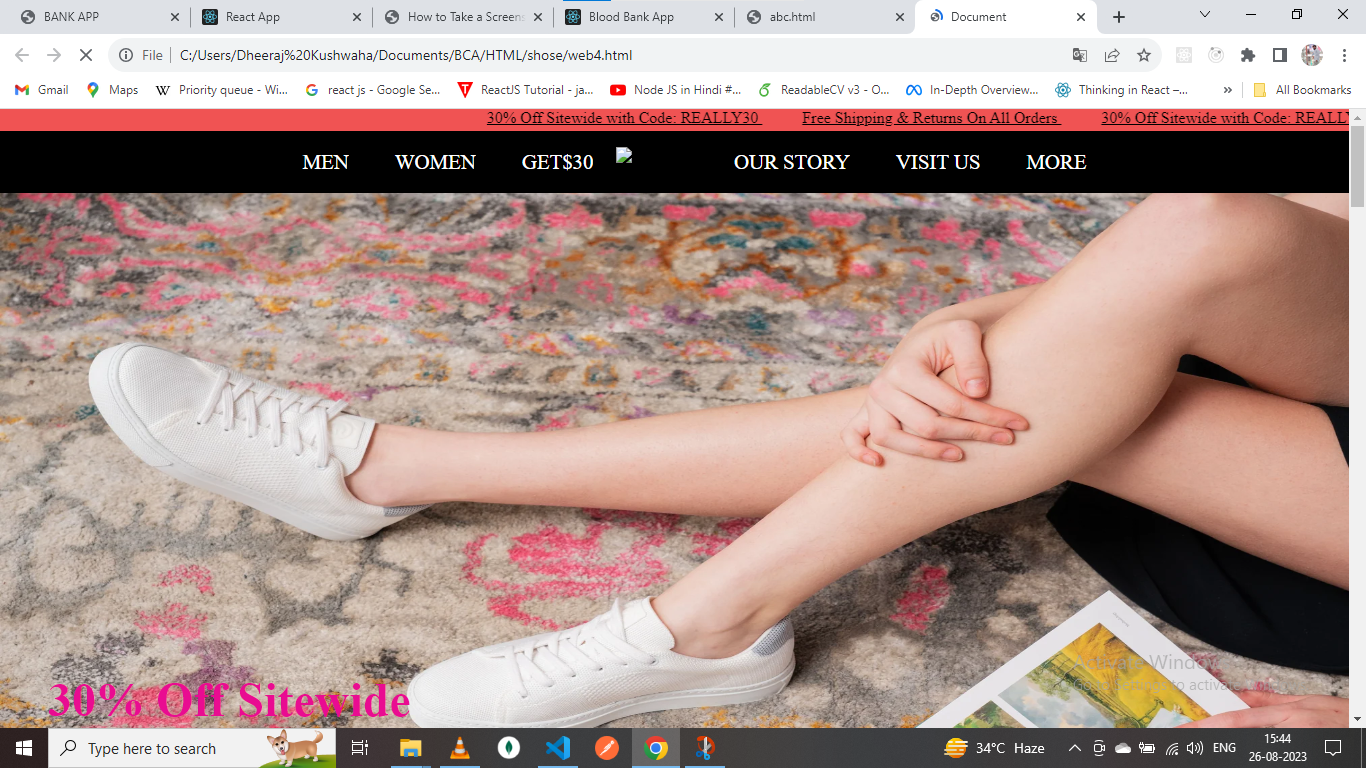 BANK APP
React App
How to Take a Screens
Blood Bank App
abc.html
Document
File
C:/Users/Dheeraj%20Kushwaha/Documents/BCA/HTML/shose/web4.html
Gmail
Maps
Priority queue - Wi...
react js - Google Se...
ReactJS Tutorial - ja...
Node JS in Hindi #...
ReadableCV v3 - O...
In-Depth Overview...
Thinking in React –...
»
All Bookmarks
30% Off Sitewide with Code: REALLY30 Free Shipping & Returns On All Orders 30% Off Sitewide with Code: REALLY
MEN WOMEN GET$30 OUR STORY VISIT US MORE
30% Off Sitewide
Activate Window
to activate
Type here to search
34°C Haze
ENG
15:44
26-08-2023